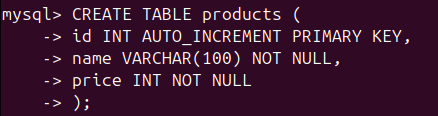 mysql> CREATE TABLE products (
    -> id INT AUTO_INCREMENT PRIMARY KEY,
    -> name VARCHAR(100) NOT NULL,
    -> price INT NOT NULL
    -> );